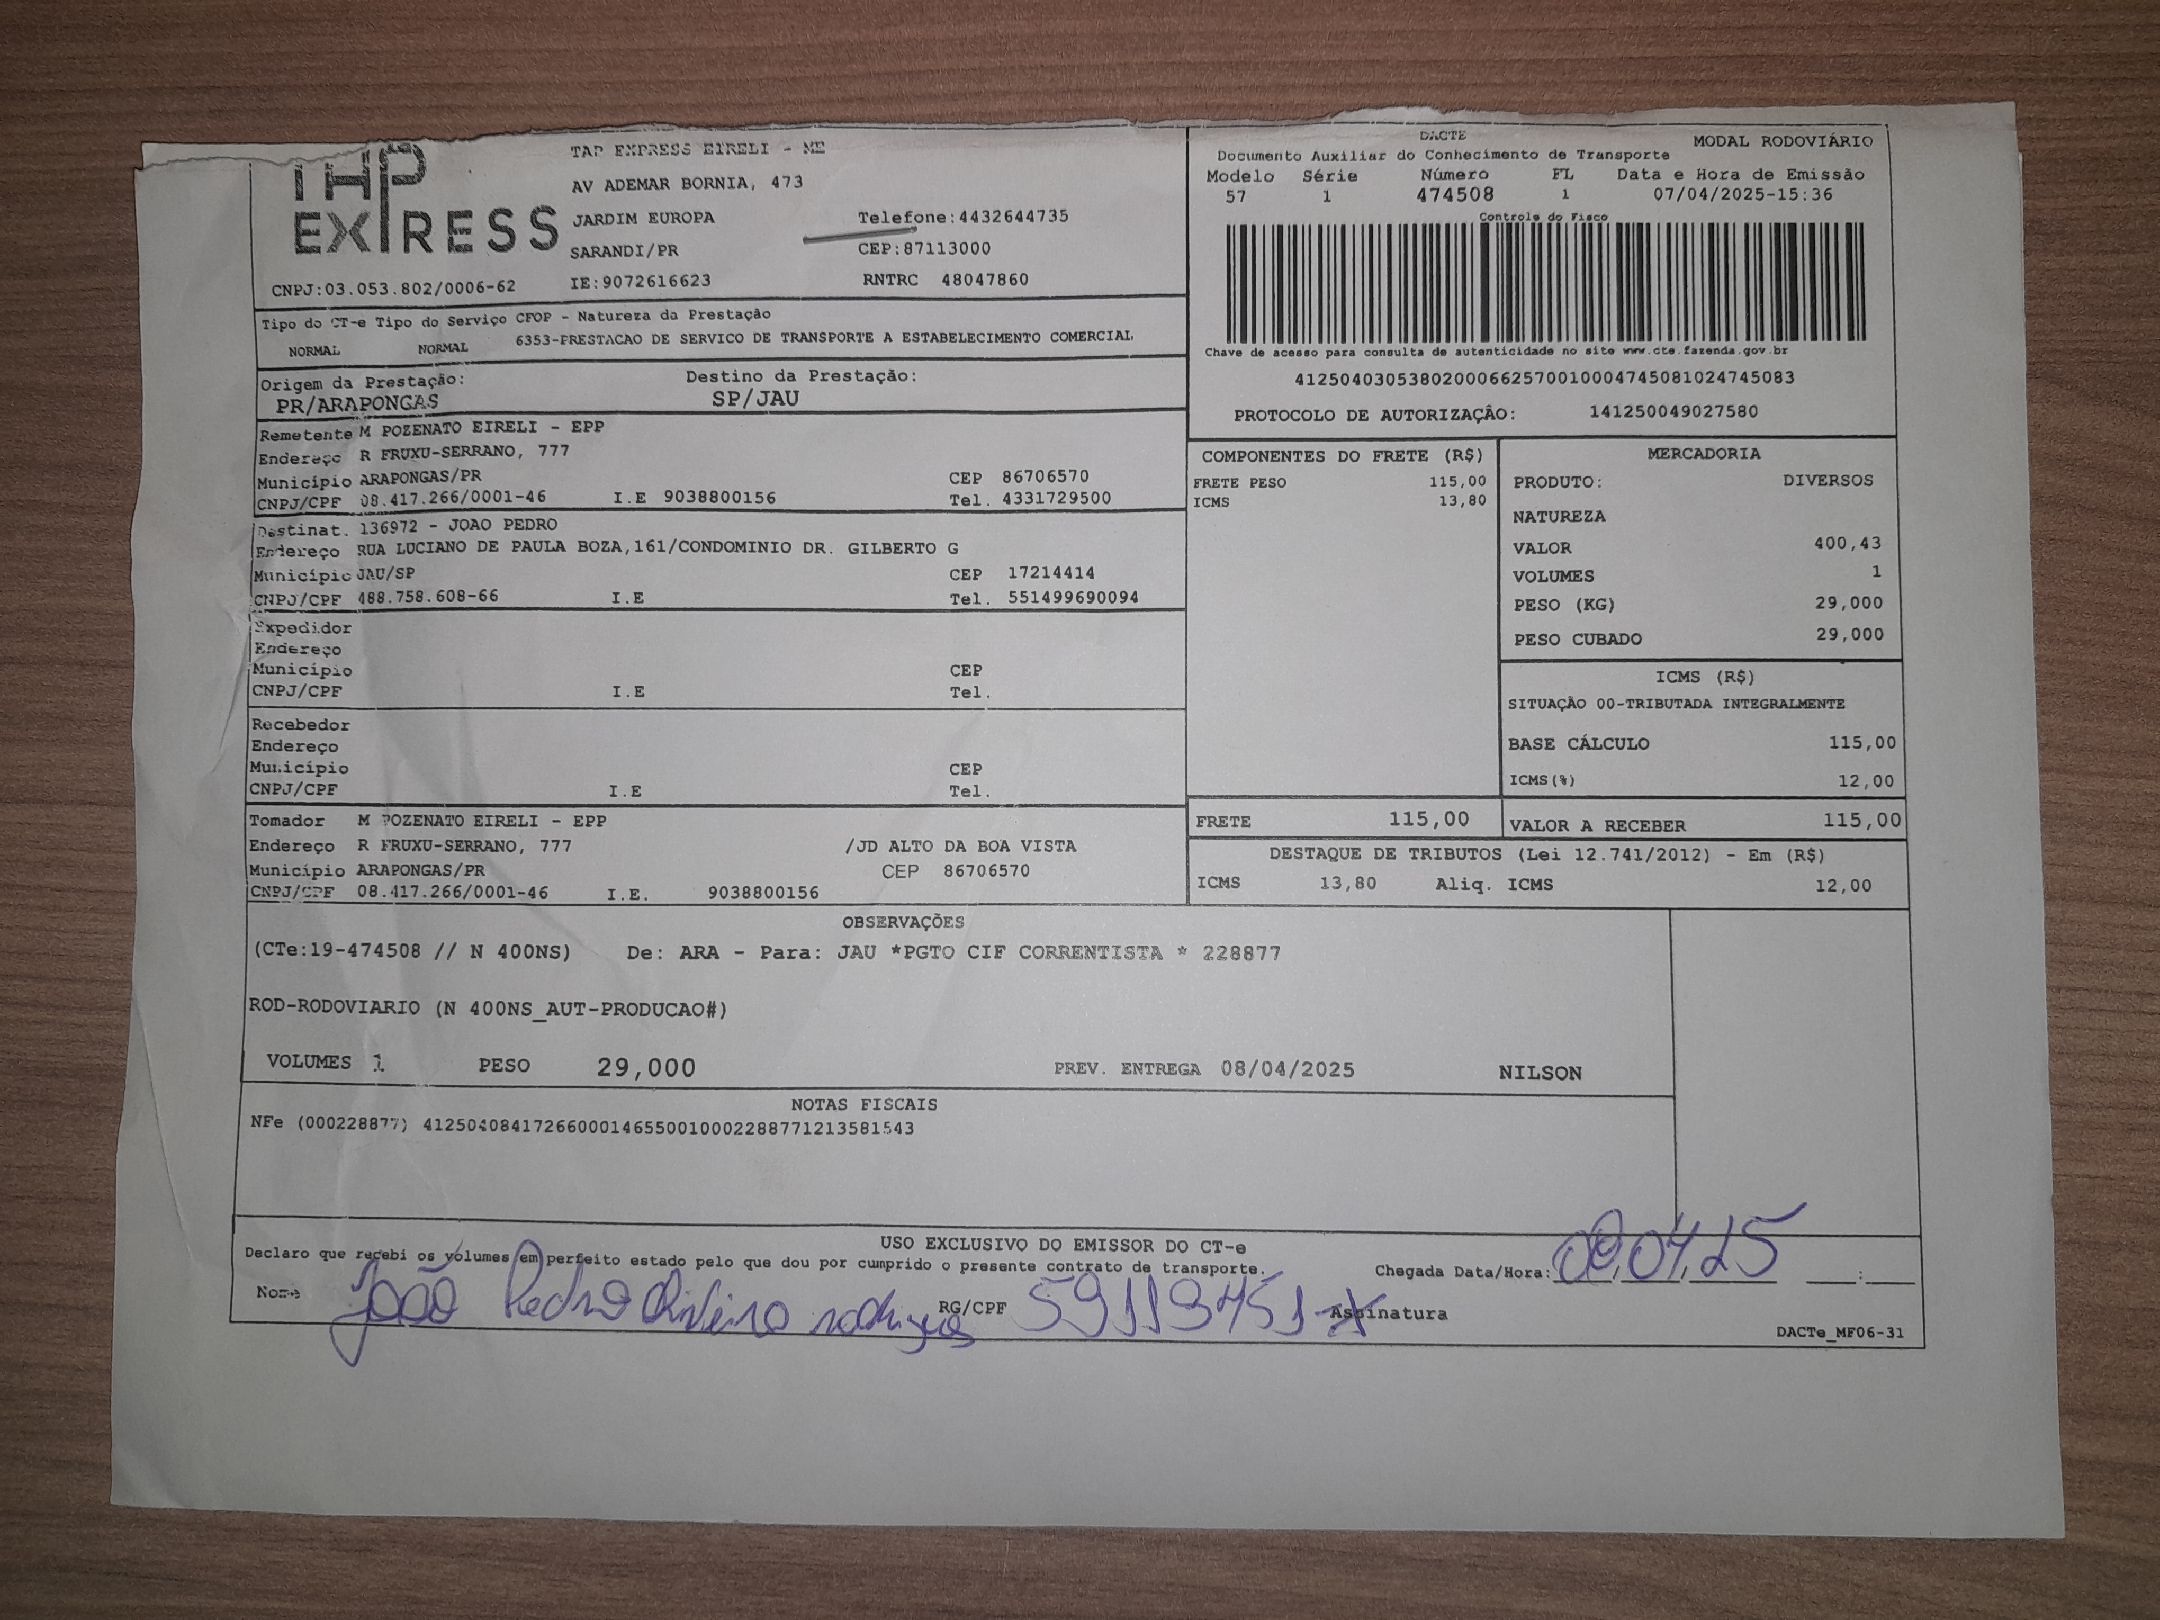 TAP EXPRESS
TAP EXPRESS EIRELI - ME
AV ADEMAR BORNIA, 473
JARDIM EUROPA Telefone:4432644735
SARANDI/PR CEP:87113000
CNPJ:03.053.802/0006-62 IE:9072616623 RNTRC 48047860
DACTE MODAL RODOVIÁRIO
Documento Auxiliar do Conhecimento de Transporte
Modelo Série Número FL Data e Hora de Emissão
57 1 474508 1 07/04/2025-15:36
Controle do Fisco
Chave de acesso para consulta de autenticidade no site www.cte.fazenda.gov.br
41250403053802000662570010004745081024745083
PROTOCOLO DE AUTORIZAÇÃO: 141250049027580
Tipo do CT-e Tipo do Serviço CFOP - Natureza da Prestação
NORMAL NORMAL 6353-PRESTACAO DE SERVICO DE TRANSPORTE A ESTABELECIMENTO COMERCIAL
Origem da Prestação: Destino da Prestação:
PR/ARAPONGAS SP/JAU
Remetente M POZENATO EIRELI - EPP
Endereço R FRUXU-SERRANO, 777
Município ARAPONGAS/PR CEP 86706570
CNPJ/CPF 08.417.266/0001-46 I.E 9038800156 Tel. 4331729500
Destinat. 136972 - JOAO PEDRO
Endereço RUA LUCIANO DE PAULA BOZA,161/CONDOMINIO DR. GILBERTO G
Município JAU/SP CEP 17214414
CNPJ/CPF 488.758.608-66 I.E Tel. 551499690094
Expedidor
Endereço
Município CEP
CNPJ/CPF I.E Tel.
Recebedor
Endereço
Município CEP
CNPJ/CPF I.E Tel.
Tomador M POZENATO EIRELI - EPP
Endereço R FRUXU-SERRANO, 777 /JD ALTO DA BOA VISTA
Município ARAPONGAS/PR CEP 86706570
CNPJ/CPF 08.417.266/0001-46 I.E. 9038800156
COMPONENTES DO FRETE (R$)
FRETE PESO 115,00
ICMS 13,80
MERCADORIA
PRODUTO: DIVERSOS
NATUREZA
VALOR 400,43
VOLUMES 1
PESO (KG) 29,000
PESO CUBADO 29,000
ICMS (R$)
SITUAÇÃO 00-TRIBUTADA INTEGRALMENTE
BASE CÁLCULO 115,00
ICMS(%) 12,00
FRETE 115,00 VALOR A RECEBER 115,00
DESTAQUE DE TRIBUTOS (Lei 12.741/2012) - Em (R$)
ICMS 13,80 Aliq. ICMS 12,00
OBSERVAÇÕES
(CTe:19-474508 // N 400NS) De: ARA - Para: JAU *PGTO CIF CORRENTISTA * 228877
ROD-RODOVIARIO (N 400NS_AUT-PRODUCAO#)
VOLUMES 1 PESO 29,000 PREV. ENTREGA 08/04/2025 NILSON
NOTAS FISCAIS
NFe (000228877) 41250408417266000146550010002288771213581543
USO EXCLUSIVO DO EMISSOR DO CT-e
Declaro que recebi os volumes em perfeito estado pelo que dou por cumprido o presente contrato de transporte.
Chegada Data/Hora: 04.25 __:__
Nome João Pedro rodrigues RG/CPF Assinatura
DACTe_MF06-31